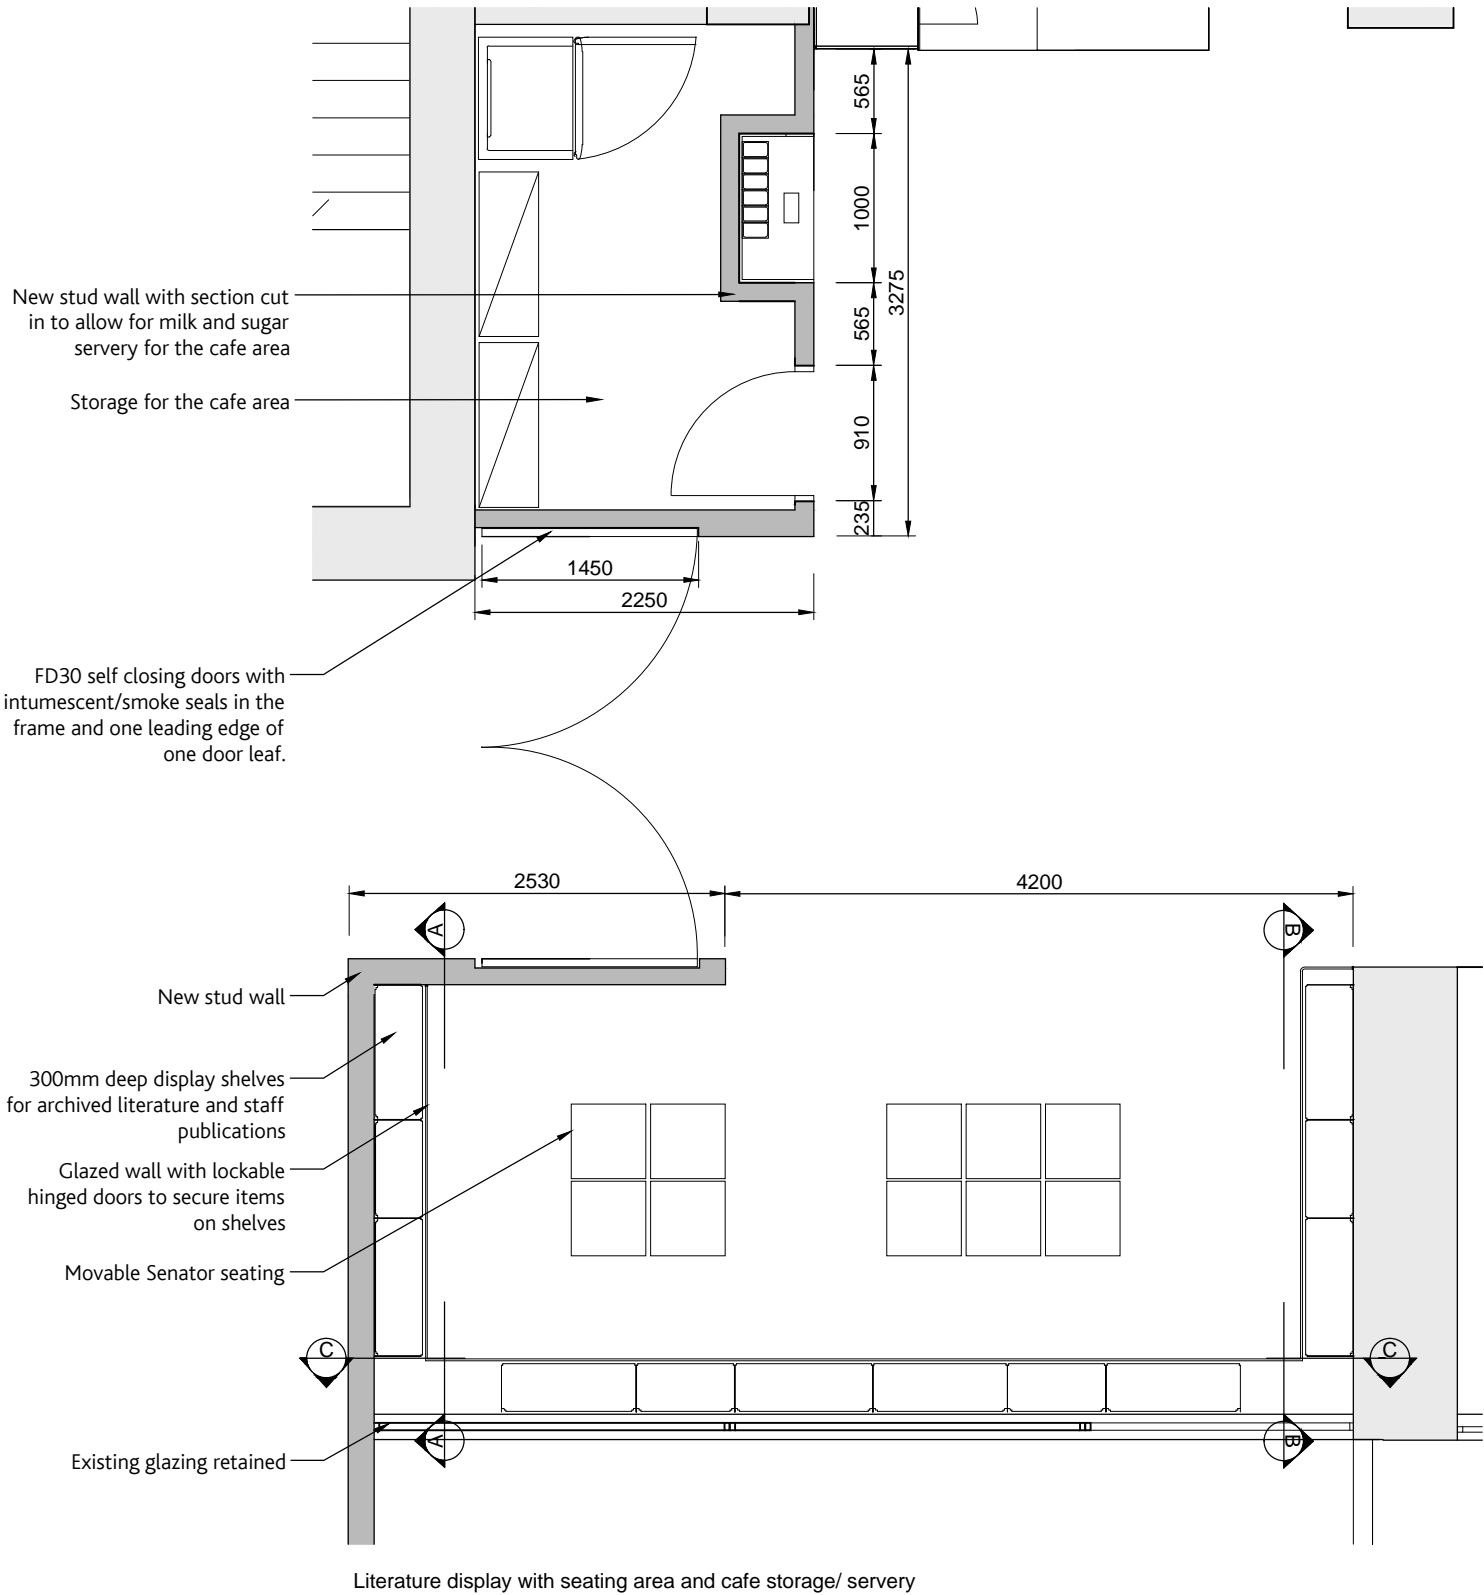 565
1000
3275
565
910
235
New stud wall with section cut
in to allow for milk and sugar
servery for the cafe area
Storage for the cafe area
1450
2250
FD30 self closing doors with
intumescent/smoke seals in the
frame and one leading edge of
one door leaf.
2530
4200
A
B
New stud wall
300mm deep display shelves
for archived literature and staff
publications
Glazed wall with lockable
hinged doors to secure items
on shelves
Movable Senator seating
C
C
A
B
Existing glazing retained
Literature display with seating area and cafe storage/ servery